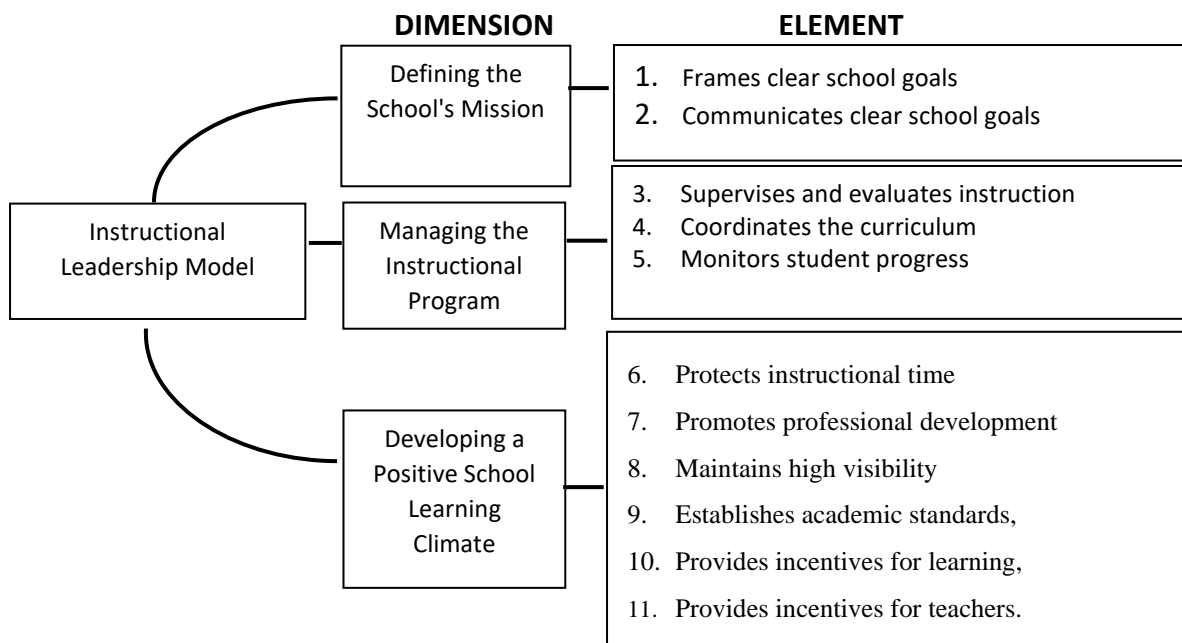 DIMENSION
ELEMENT
Defining the
School's Mission
1. Frames clear school goals
2. Communicates clear school goals
Instructional
Leadership Model
Managing the
Instructional
Program
3. Supervises and evaluates instruction
4. Coordinates the curriculum
5. Monitors student progress
Developing a
Positive School
Learning
Climate
6. Protects instructional time
7. Promotes professional development
8. Maintains high visibility
9. Establishes academic standards,
10. Provides incentives for learning,
11. Provides incentives for teachers.